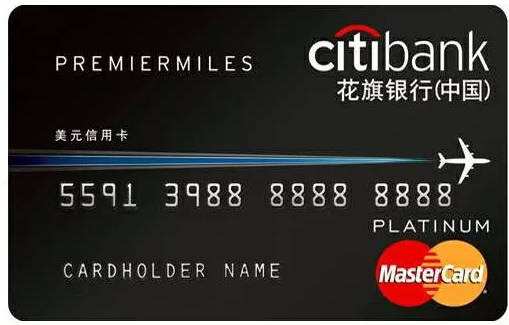 PREMIERMILES
citibank
花旗银行(中国)
美元信用卡
5591 3988 8888 8888
PLATINUM
CARDHOLDER NAME
MasterCard